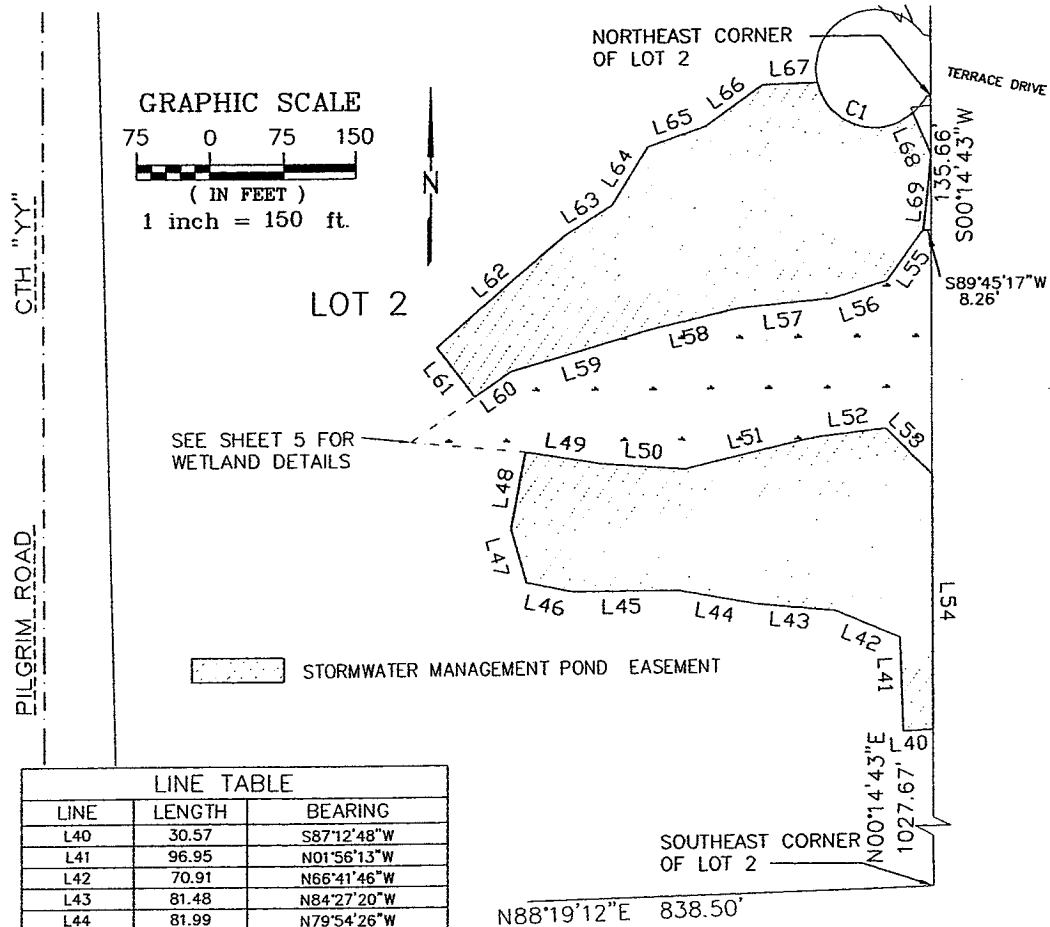 NORTHEAST CORNER
OF LOT 2
TERRACE DRIVE
GRAPHIC SCALE
75 0 75 150
( IN FEET )
1 inch = 150 ft.
N
CTH "YY"
PILGRIM ROAD
LOT 2
L67
L66
L65
L64
L63
L62
L61
L60
L59
L58
L57
L56
L55
C1
L68
L69
135.66'
S00°14'43"W
S89°45'17"W
8.26'
SEE SHEET 5 FOR
WETLAND DETAILS
L49
L50
L51
L52
L53
L48
L47
L46
L45
L44
L43
L42
L41
L40
L54
STORMWATER MANAGEMENT POND EASEMENT
N00°14'43"E
1027.67'
SOUTHEAST CORNER
OF LOT 2
N88°19'12"E 838.50'
LINE TABLE
LINE LENGTH BEARING
L40 30.57 S87°12'48"W
L41 96.95 N01°56'13"W
L42 70.91 N66°41'46"W
L43 81.48 N84°27'20"W
L44 81.99 N79°54'26"W